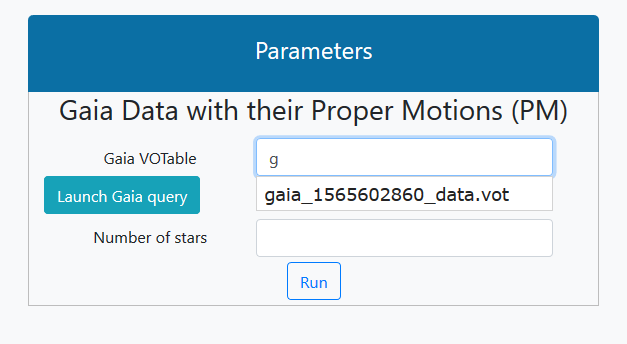 Parameters
Gaia Data with their Proper Motions (PM)
Gaia VOTable
g
Launch Gaia query
gaia_1565602860_data.vot
Number of stars
Run